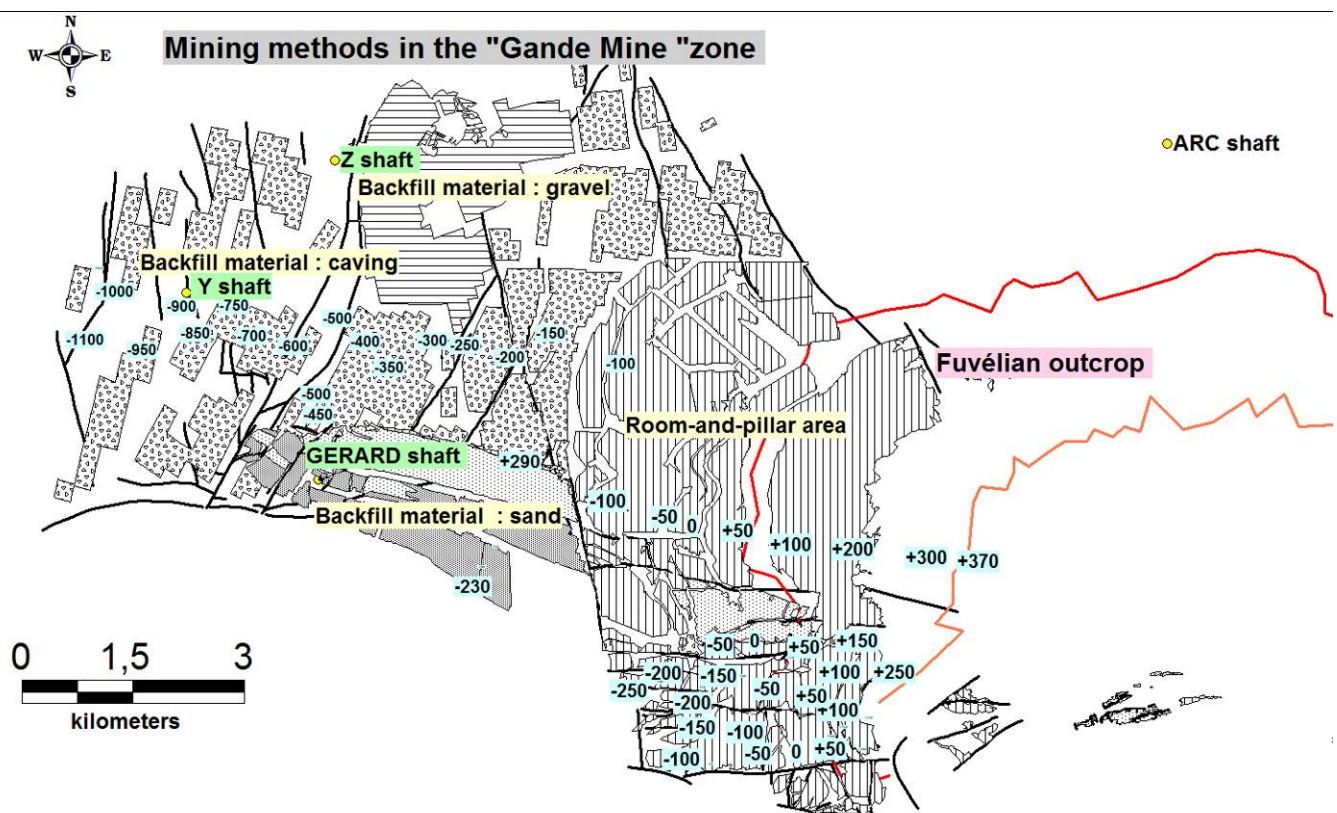 N
W E
S
Mining methods in the "Gande Mine "zone
ARC shaft
Z shaft
Backfill material : gravel
Backfill material : caving
Y shaft
-1000
-900 -750
-1100 -950 -850 -700 -600 -500 -400 -350 -300 -250 -200 -150
-100
-500
-450
Fuvélian outcrop
Room-and-pillar area
GERARD shaft
+290
Backfill material : sand
-100 -50 0 +50 +100 +200 +300 +370
-230
-50 0 +50 +150
-200 -150 +100 +250
-250 -200 -50 +50 +100
-150 -100
-100 -50 0 +50
0 1,5 3
kilometers